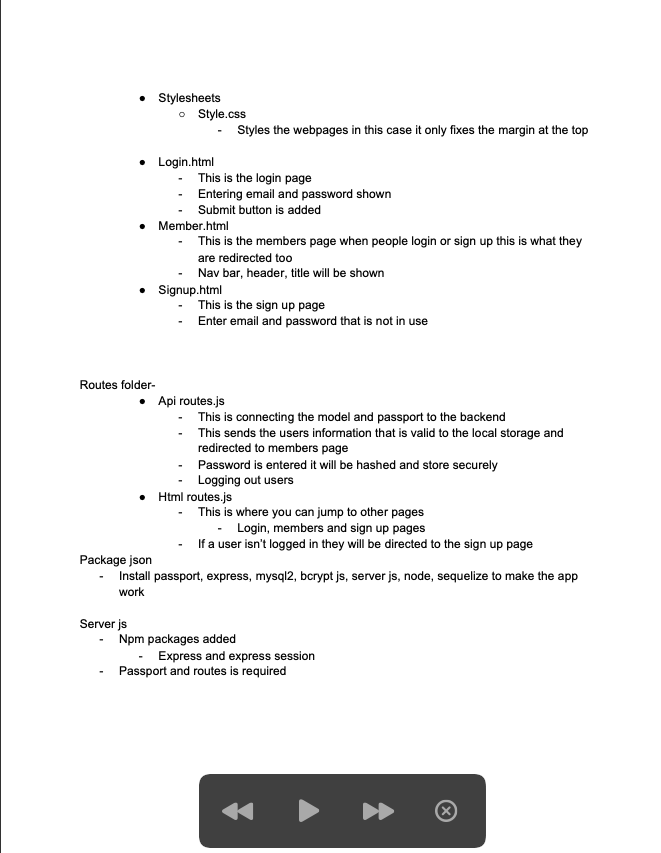 ● Stylesheets
○ Style.css
- Styles the webpages in this case it only fixes the margin at the top
● Login.html
- This is the login page
- Entering email and password shown
- Submit button is added
● Member.html
- This is the members page when people login or sign up this is what they
are redirected too
- Nav bar, header, title will be shown
● Signup.html
- This is the sign up page
- Enter email and password that is not in use
Routes folder-
● Api routes.js
- This is connecting the model and passport to the backend
- This sends the users information that is valid to the local storage and
redirected to members page
- Password is entered it will be hashed and store securely
- Logging out users
● Html routes.js
- This is where you can jump to other pages
- Login, members and sign up pages
- If a user isn't logged in they will be directed to the sign up page
Package json
- Install passport, express, mysql2, bcrypt js, server js, node, sequelize to make the app
work
Server js
- Npm packages added
- Express and express session
- Passport and routes is required